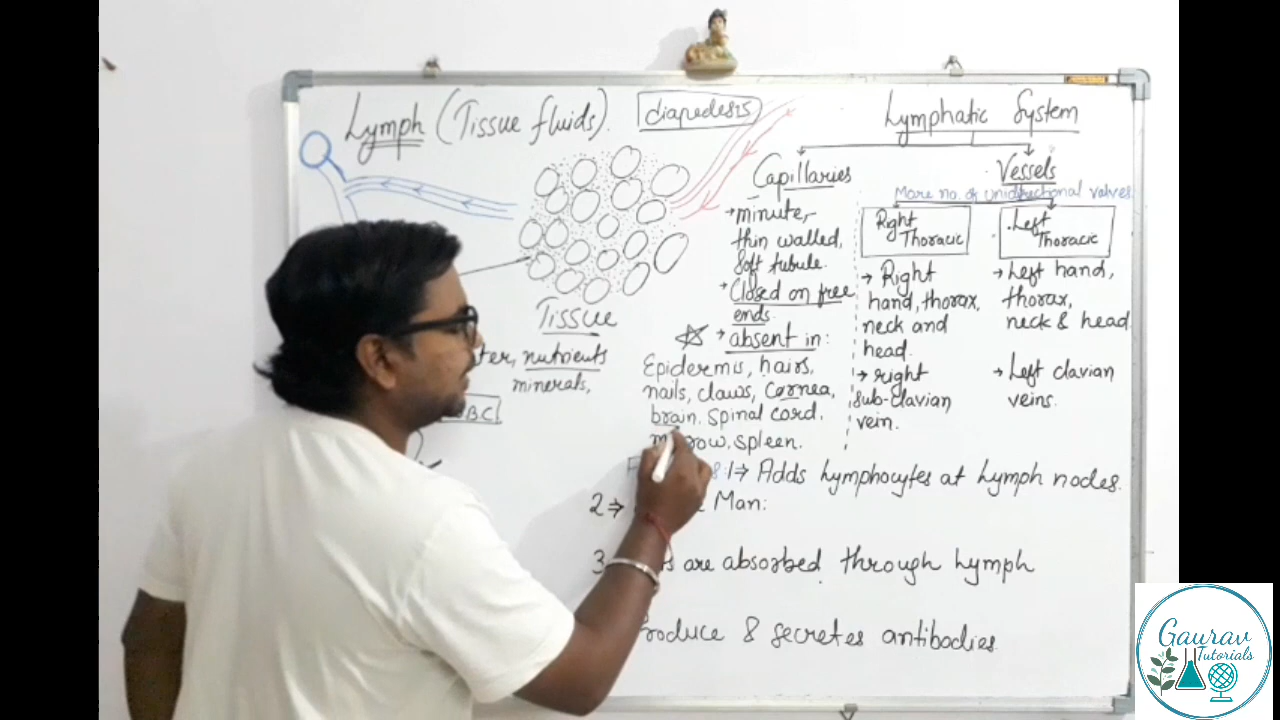 Lymph (Tissue fluids).
diapedesis
Tissue
nutrients
minerals,
Lymphatic System
Capillaries
→ minute,
thin walled,
soft tubule.
→ Closed on free
ends.
→ absent in:
Epidermis, hairs,
nails, claws, Cornea,
brain, spinal cord,
spleen.
Vessels
More no. of unidirectional valves
Right
Thoracic
→ Right
hand, thorax,
neck and
head.
→ right
sub-clavian
vein.
Left
Thoracic
→ Left hand,
thorax,
neck & head.
→ Left clavian
veins.
1→ Adds Lymphocytes at Lymph nodes.
2→ Man:
3 are absorbed through Lymph
Produce & secretes antibodies.
Gaurav
Tutorials